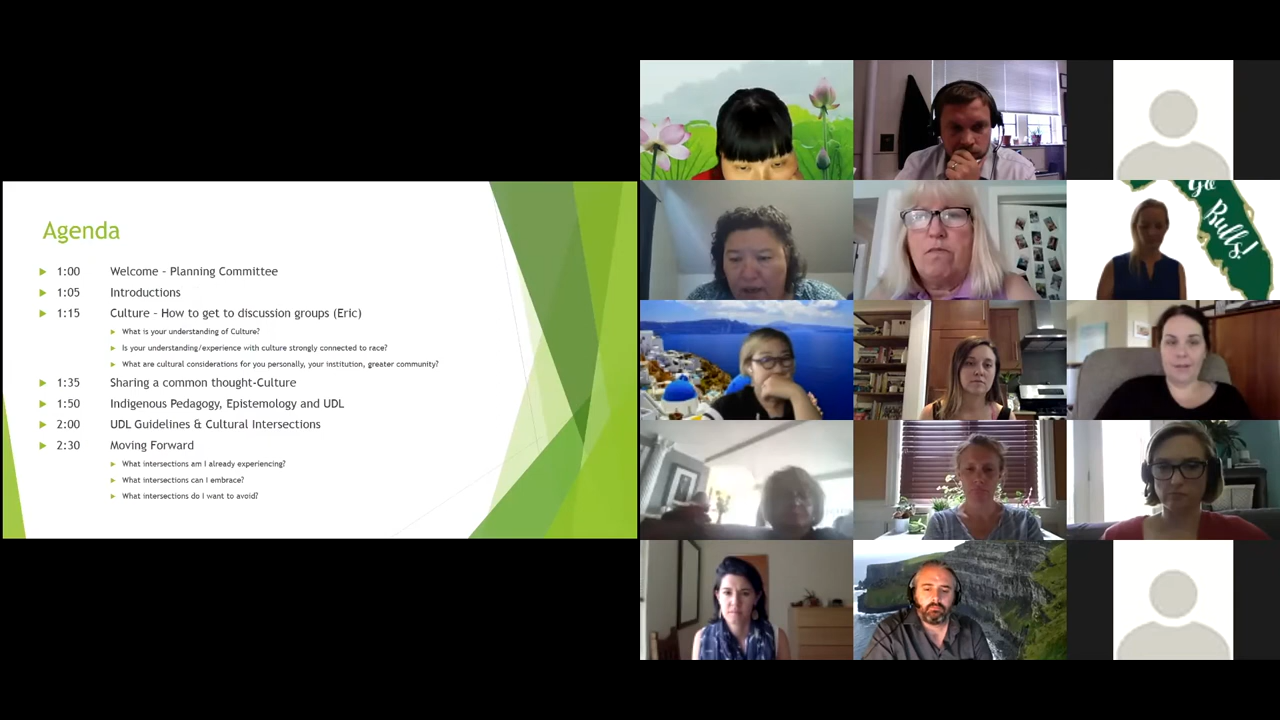 Agenda
1:00 Welcome - Planning Committee
1:05 Introductions
1:15 Culture - How to get to discussion groups (Eric)
What is your understanding of Culture?
Is your understanding/experience with culture strongly connected to race?
What are cultural considerations for you personally, your institution, greater community?
1:35 Sharing a common thought-Culture
1:50 Indigenous Pedagogy, Epistemology and UDL
2:00 UDL Guidelines & Cultural Intersections
2:30 Moving Forward
What intersections am I already experiencing?
What intersections can I embrace?
What intersections do I want to avoid?
Go
Bulls!